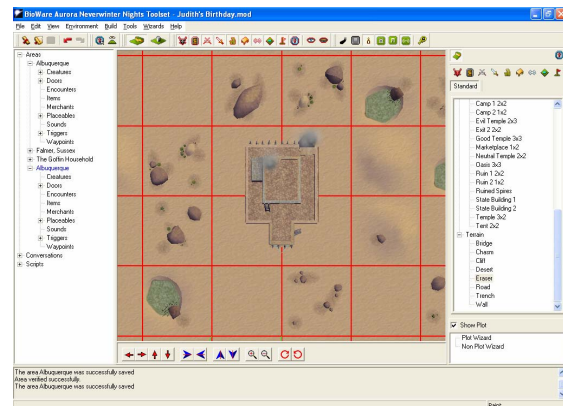 BioWare Aurora Neverwinter Nights Toolset - Judith's Birthday.mod
File Edit View Environment Build Tools Wizards Help
Areas
Albuquerque
Creatures
Doors
Encounters
Items
Merchants
Placeables
Sounds
Triggers
Waypoints
Falmer, Sussex
The Goffin Household
Albuquerque
Creatures
Doors
Encounters
Items
Merchants
Placeables
Sounds
Triggers
Waypoints
Conversations
Scripts
Standard
Camp 1 2x2
Camp 2 1x2
Evil Temple 2x3
Exit 2 2x2
Good Temple 3x3
Marketplace 1x2
Neutral Temple 2x2
Oasis 3x3
Ruin 1 2x2
Ruin 2 1x2
Ruined Spires
State Building 1
State Building 2
Temple 3x2
Tent 2x2
Terrain
Bridge
Chasm
Cliff
Desert
Eraser
Road
Trench
Wall
Show Plot
Plot Wizard
Non Plot Wizard
The area Albuquerque was successfully saved
Area verified successfully.
The area Albuquerque was successfully saved
Paint